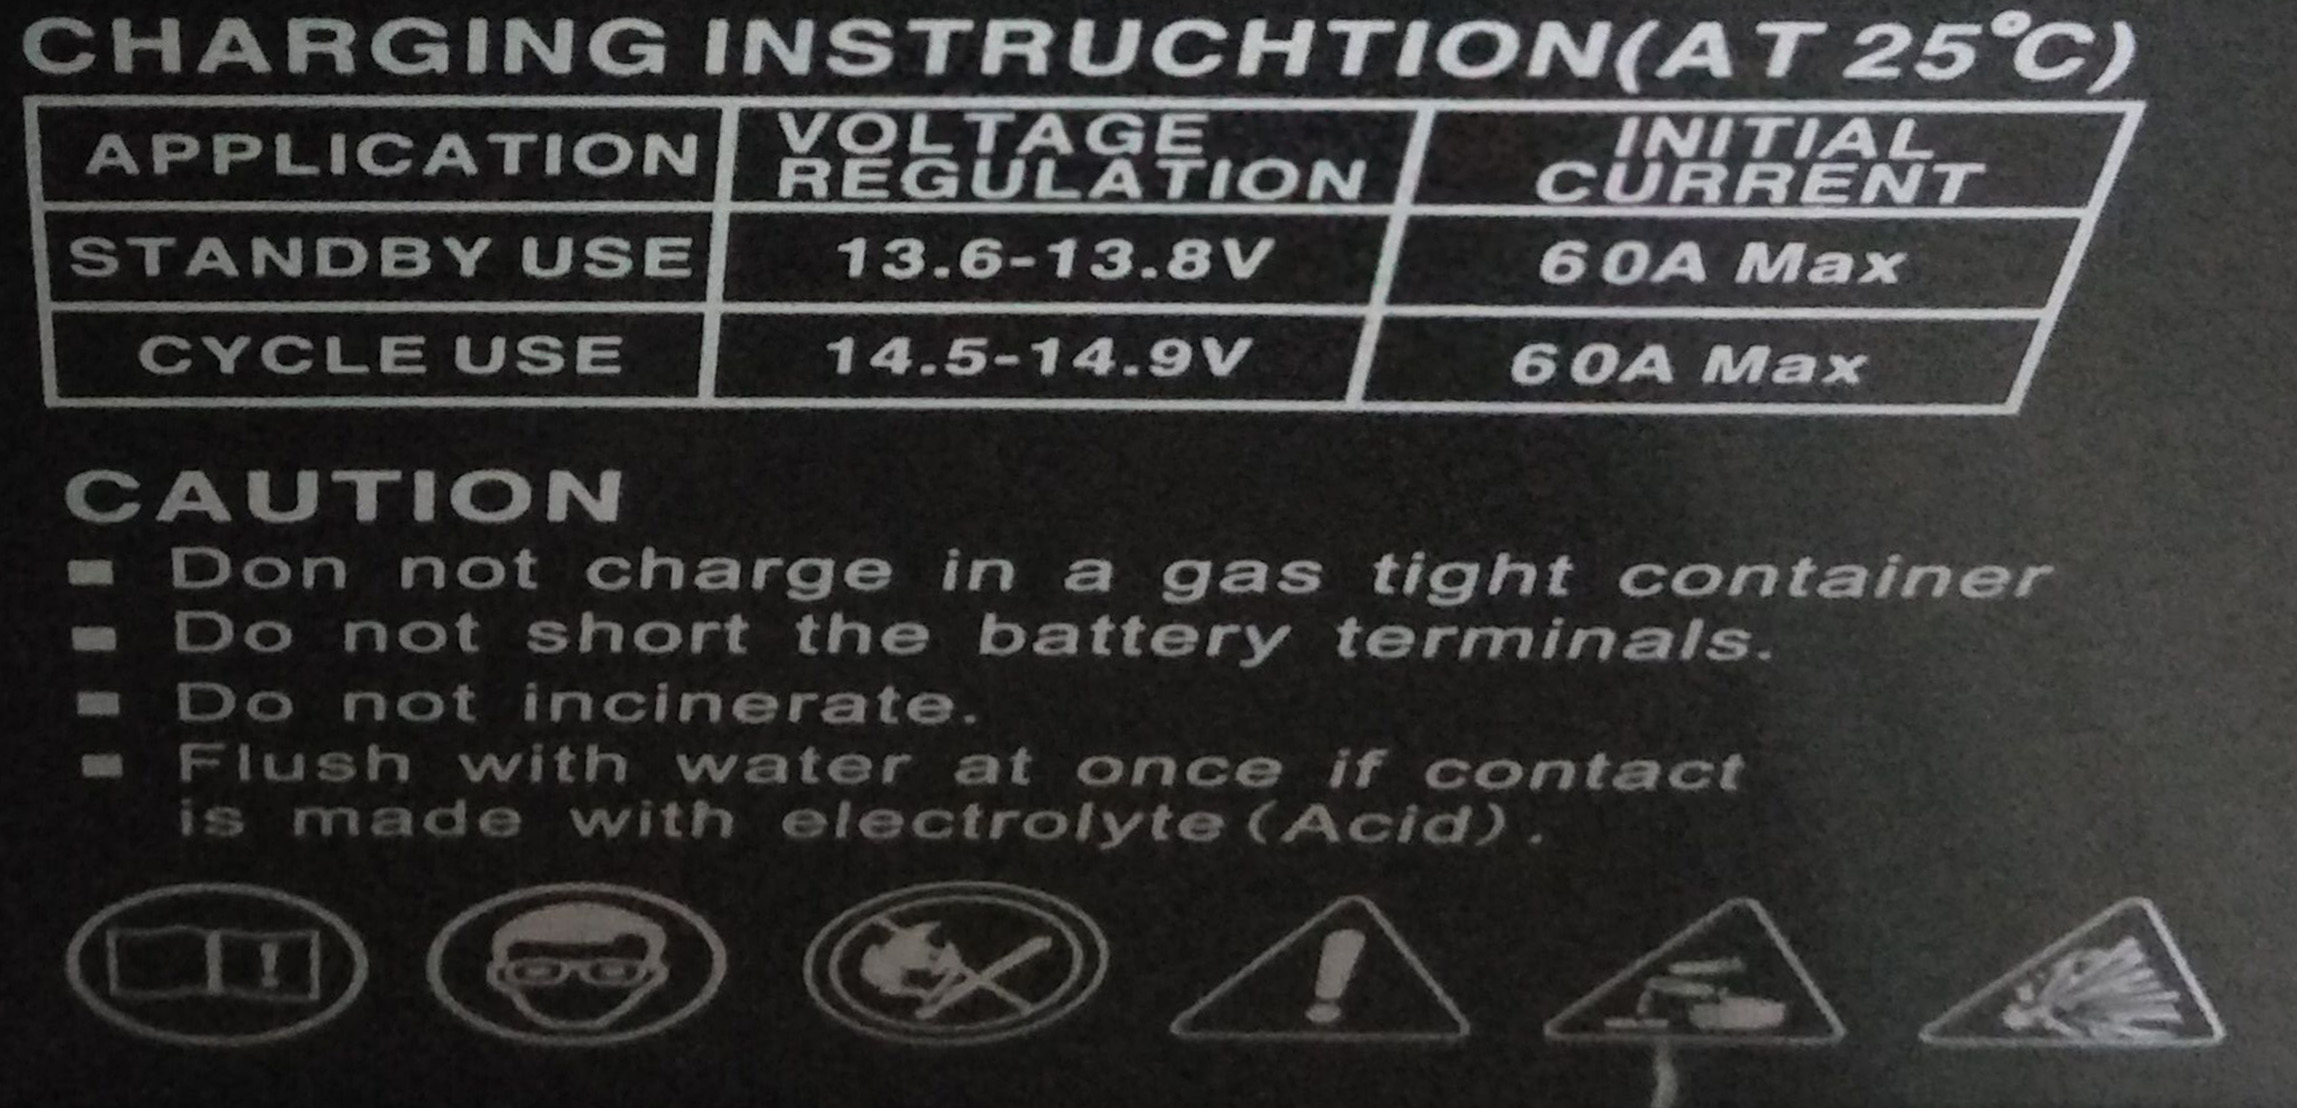 CHARGING INSTRUCHTION(AT 25°C)
APPLICATION VOLTAGE REGULATION INITIAL CURRENT
STANDBY USE 13.6-13.8V 60A Max
CYCLE USE 14.5-14.9V 60A Max
CAUTION
Don not charge in a gas tight container
Do not short the battery terminals.
Do not incinerate.
Flush with water at once if contact
is made with electrolyte(Acid).